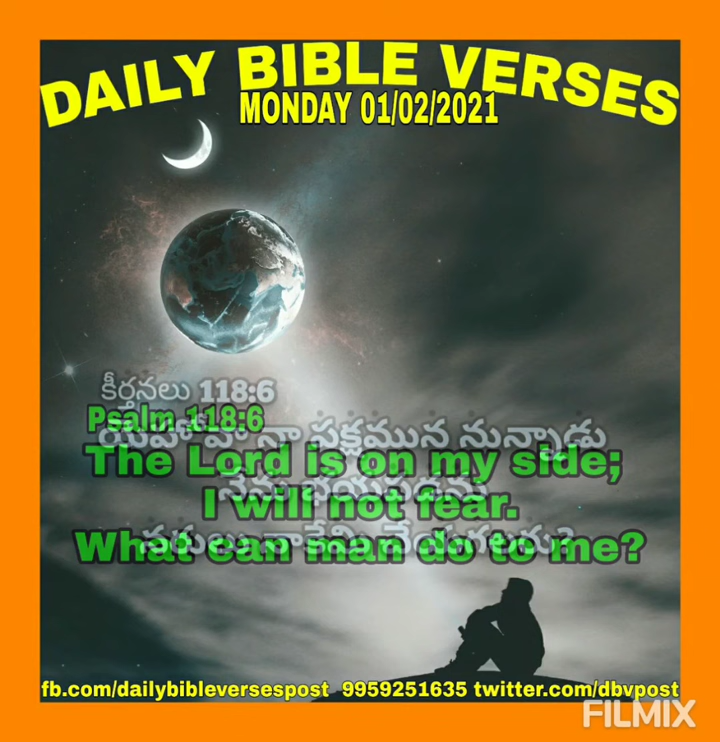 DAILY BIBLE VERSES
MONDAY 01/02/2021
కీర్తనలు 118:6
Psalm 118:6
యెహోవా నా పక్షమున నున్నాడు
The Lord is on my side;
I will not fear.
What can man do to me?
fb.com/dailybibleversespost 9959251635 twitter.com/dbvpost
FILMIX